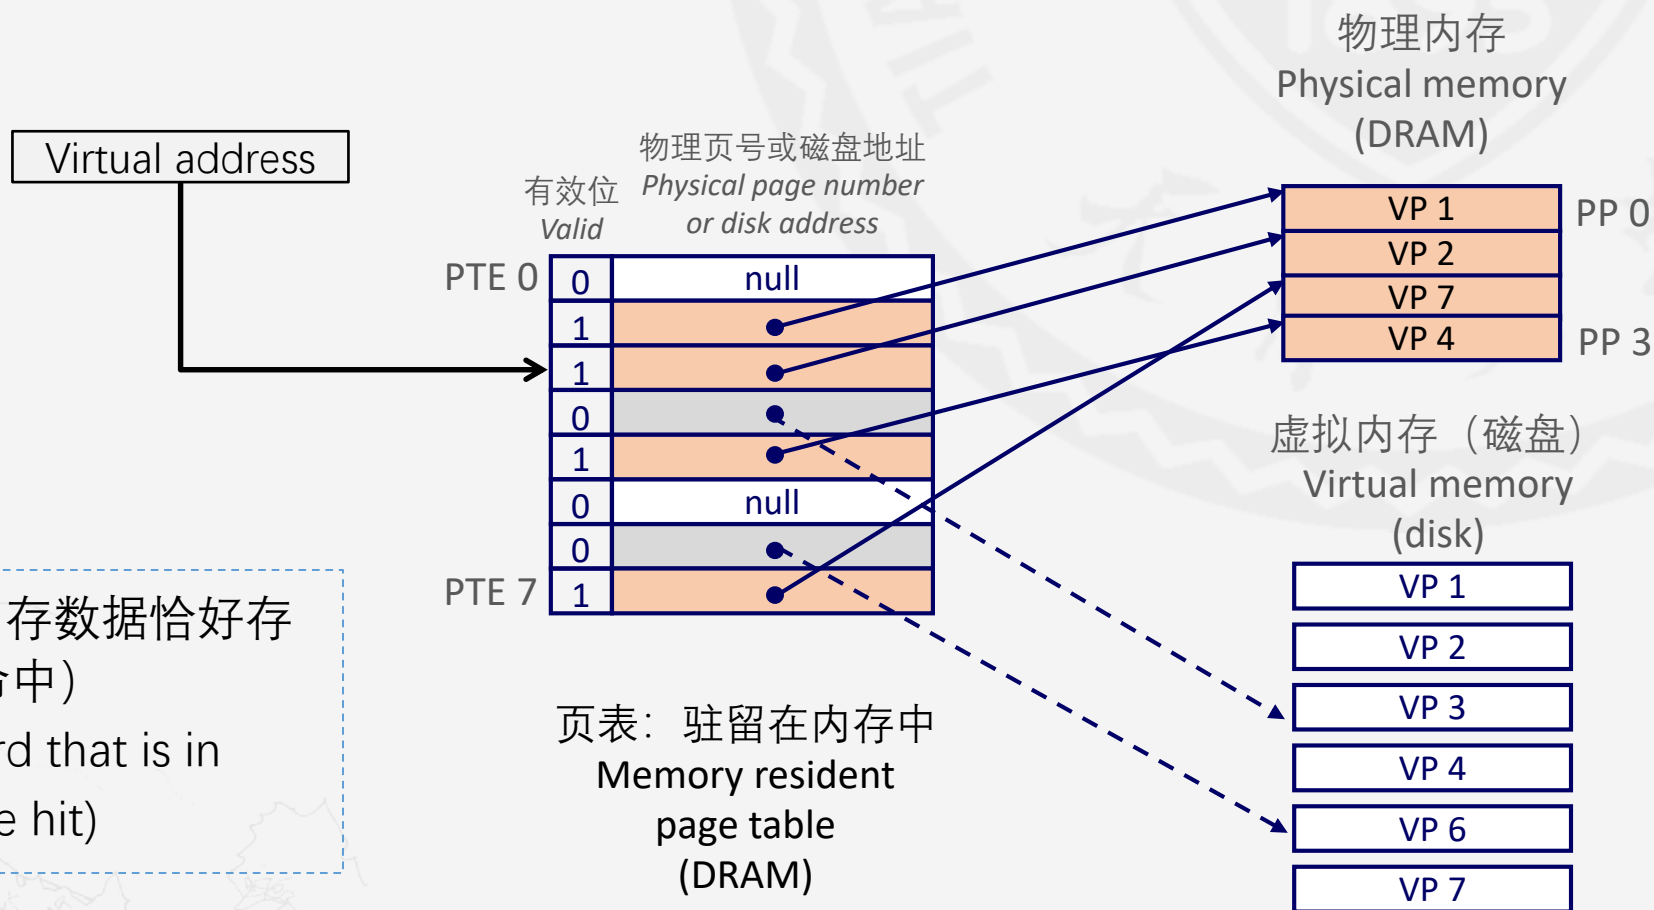 物理内存
Physical memory
(DRAM)
Virtual address
物理页号或磁盘地址
Physical page number
or disk address
有效位
Valid
VP 1
PP 0
VP 2
VP 7
VP 4
PP 3
PTE 0
0
null
1
1
0
1
0
null
0
PTE 7
1
虚拟内存（磁盘）
Virtual memory
(disk)
VP 1
VP 2
VP 3
VP 4
VP 6
VP 7
存数据恰好存
命中）
that is in
hit)
页表：驻留在内存中
Memory resident
page table
(DRAM)